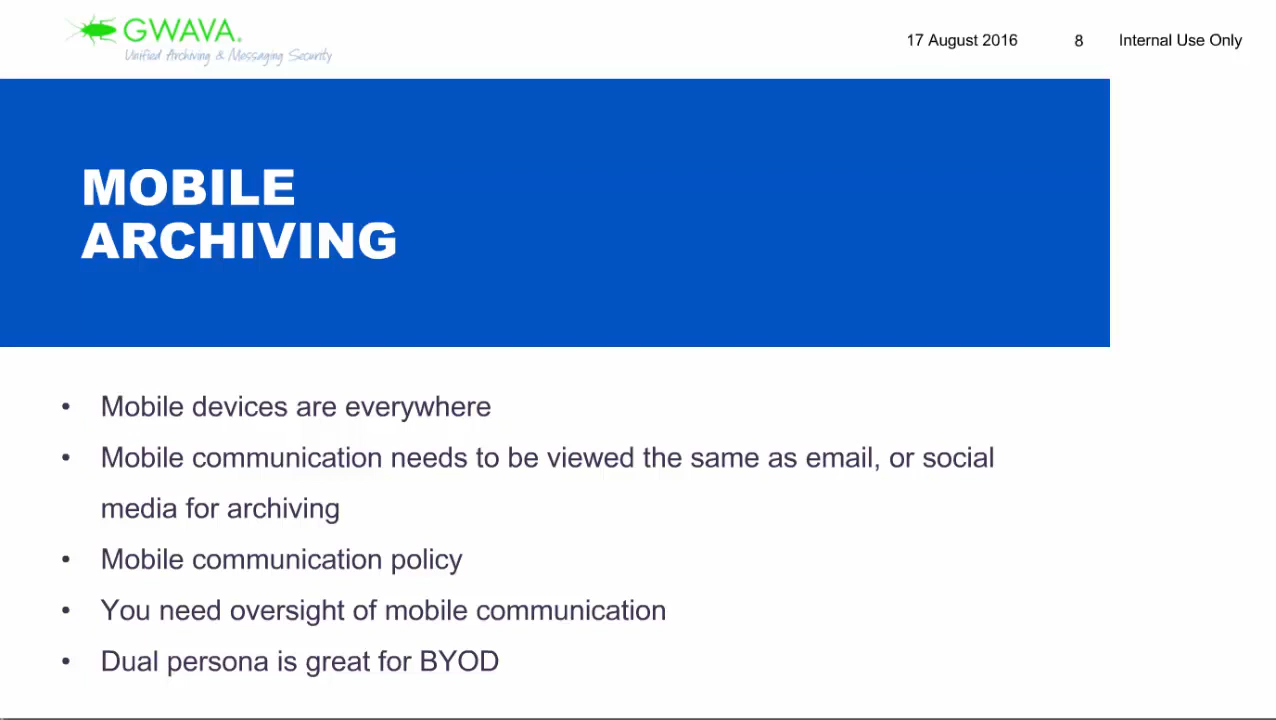 GWAVA.
Unified Archiving & Messaging Security
17 August 2016 8 Internal Use Only
MOBILE
ARCHIVING
• Mobile devices are everywhere
• Mobile communication needs to be viewed the same as email, or social
media for archiving
• Mobile communication policy
• You need oversight of mobile communication
• Dual persona is great for BYOD